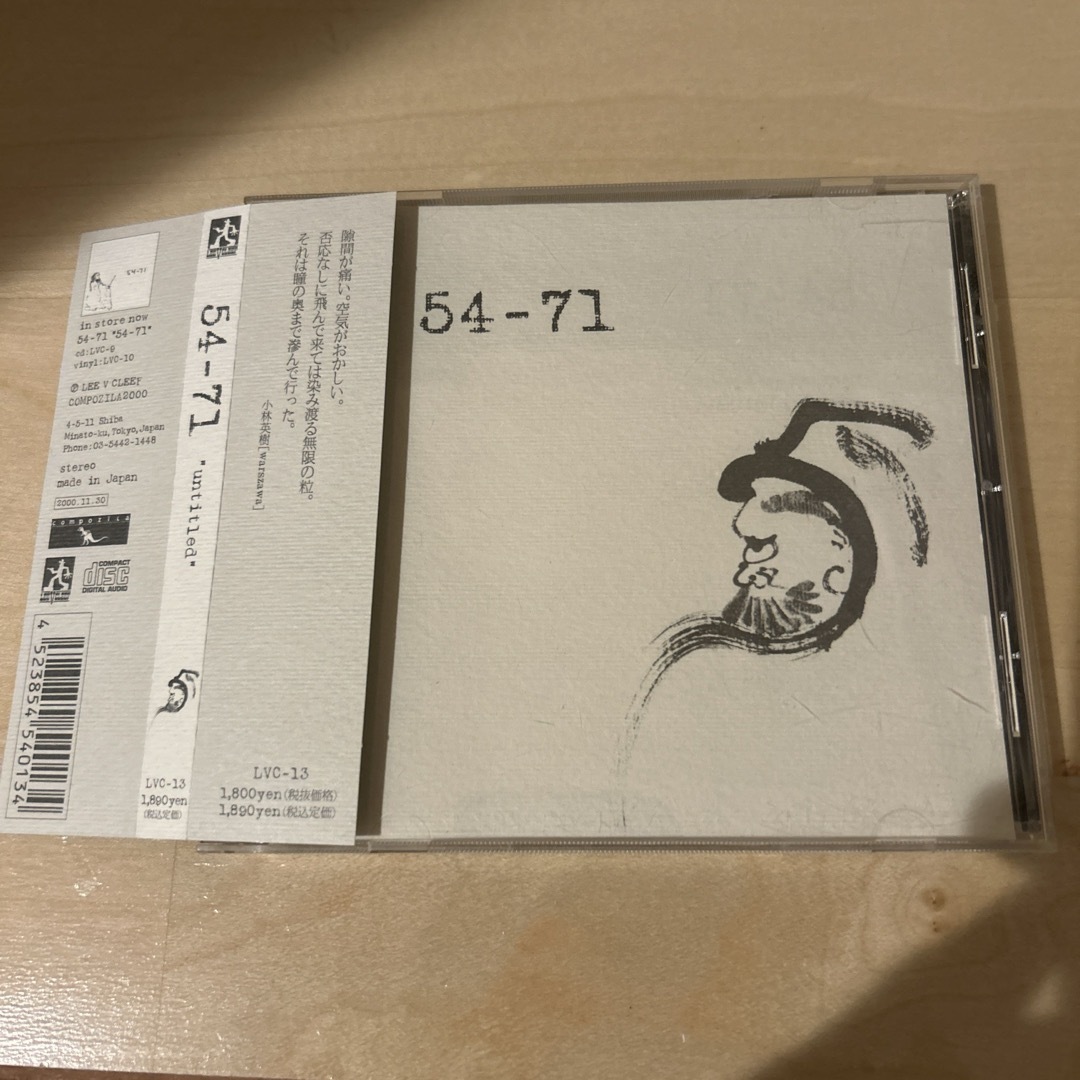 54-71
in store now
54-71 "54-71"
cd:LVC-9
vinyl:LVC-10
℗ LEE V CLEEF
COMPOZILA2000
4-5-11 Shiba
Minato-ku,Tokyo,Japan
Phone:03-5442-1448
stereo
made in Japan
2000.11.30
compozila
COMPACT
disc
DIGITAL AUDIO
4 523854 540134
54-71 "untitled"
LVC-13
1,890yen
(税込定価)
隙間が痛い。空気がおかしい。
否応なしに飛んで来ては染み渡る無限の粒。
それは瞳の奥まで滲んで行った。
小林英樹[warszawa]
LVC-13
1,800yen(税抜価格)
1,890yen(税込定価)
54-71